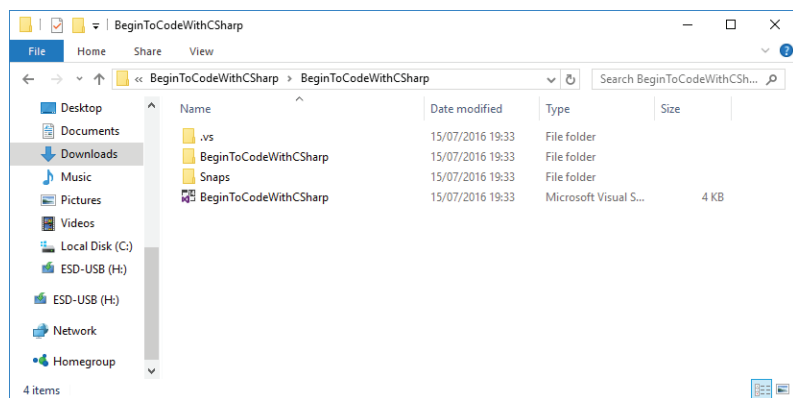 BeginToCodeWithCSharp
File Home Share View
« BeginToCodeWithCSharp > BeginToCodeWithCSharp Search BeginToCodeWithCSh...
Name Date modified Type Size
Desktop
Documents
Downloads
Music
Pictures
Videos
Local Disk (C:)
ESD-USB (H:)
ESD-USB (H:)
Network
Homegroup
.vs 15/07/2016 19:33 File folder
BeginToCodeWithCSharp 15/07/2016 19:33 File folder
Snaps 15/07/2016 19:33 File folder
BeginToCodeWithCSharp 15/07/2016 19:33 Microsoft Visual S... 4 KB
4 items